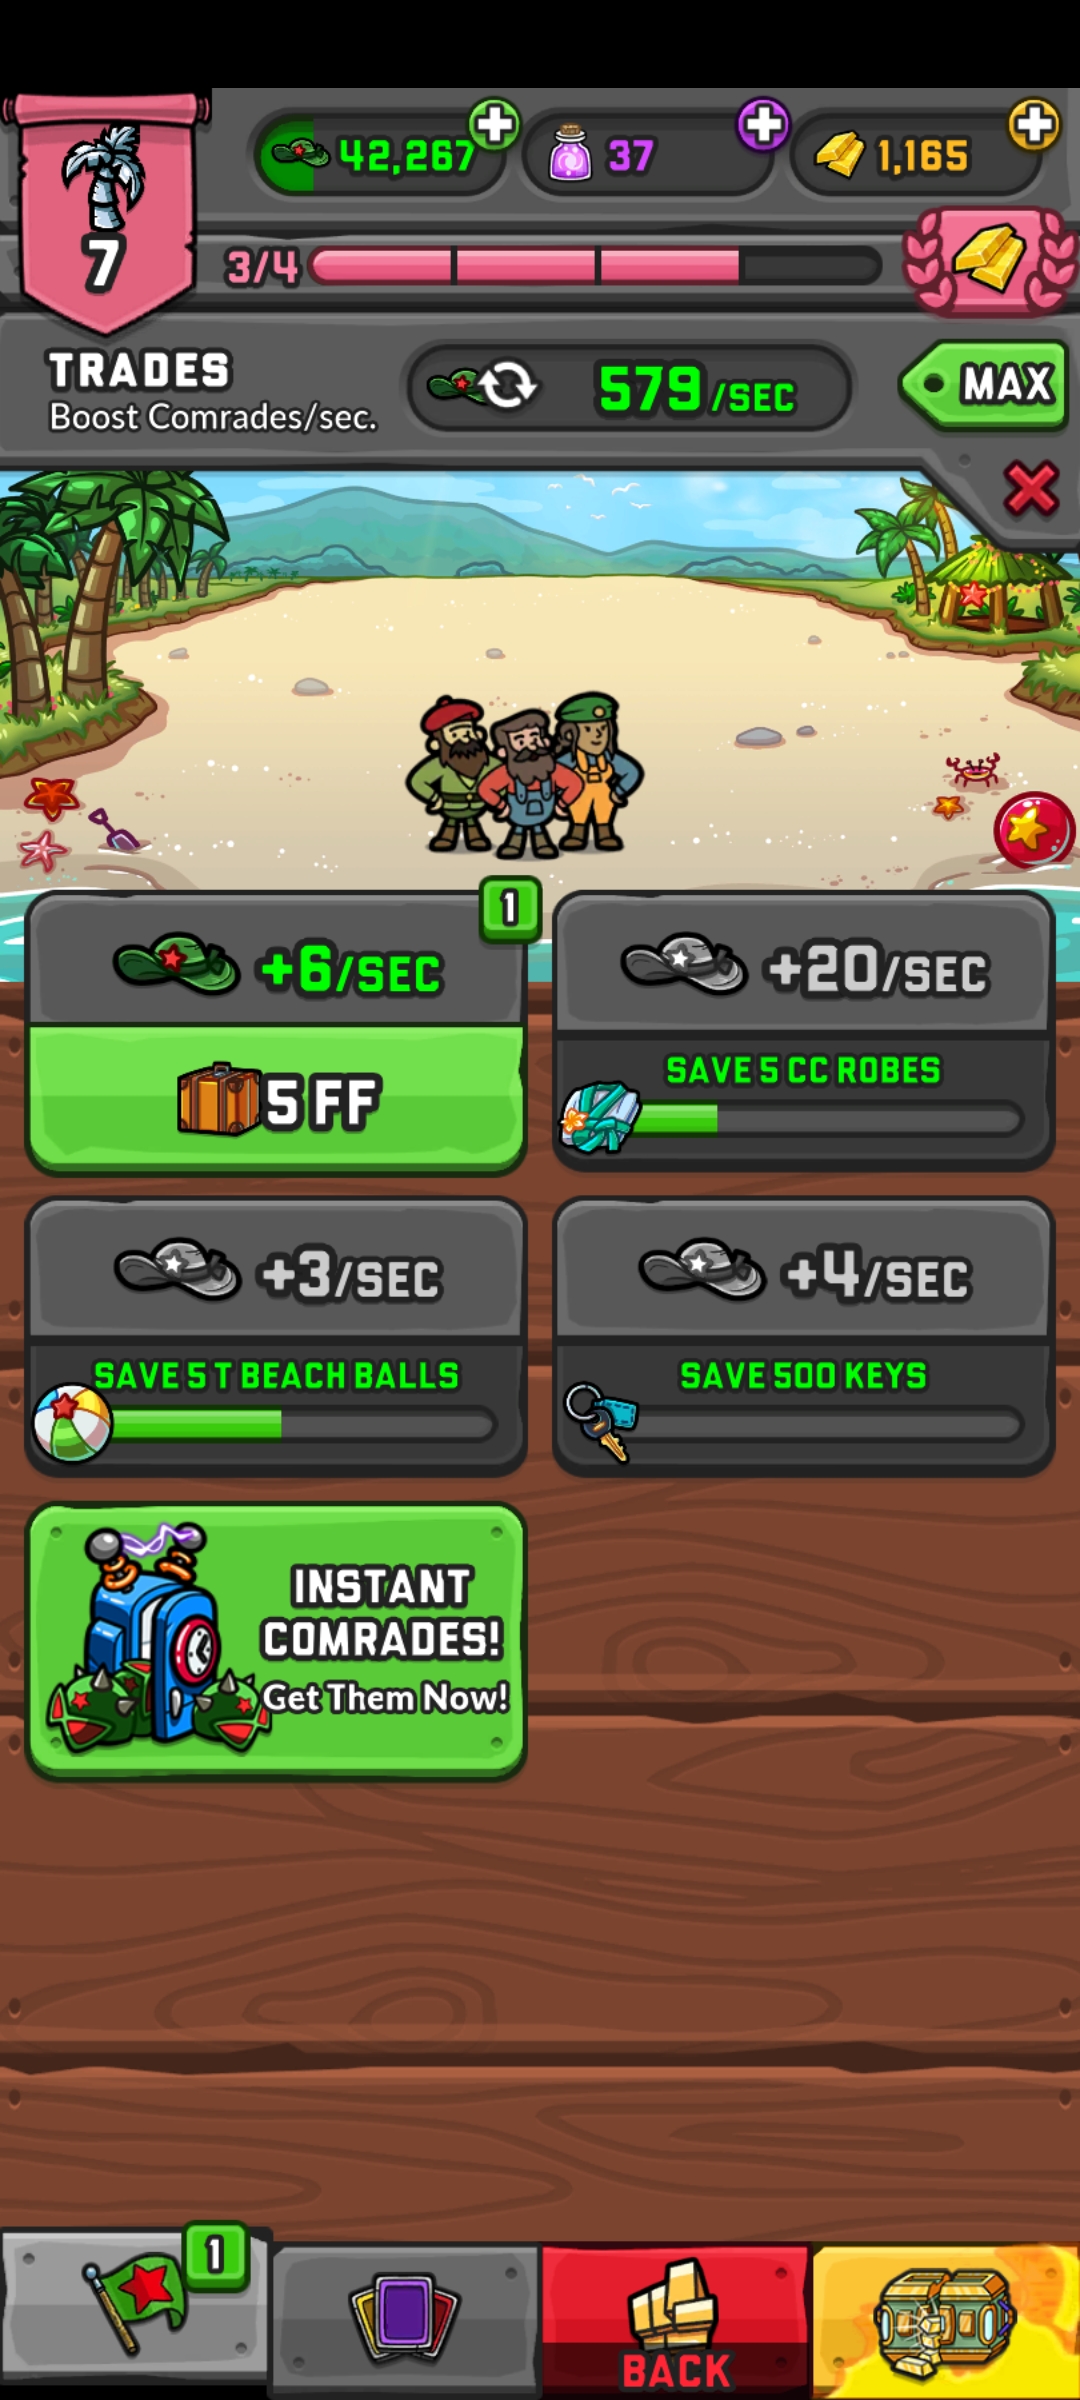 42,267
37
1,165
7
3/4
TRADES
Boost Comrades/sec.
579/SEC
MAX
1
+6/SEC
5 FF
+20/SEC
SAVE 5 CC ROBES
+3/SEC
SAVE 5 T BEACH BALLS
+4/SEC
SAVE 500 KEYS
INSTANT
COMRADES!
Get Them Now!
1
BACK